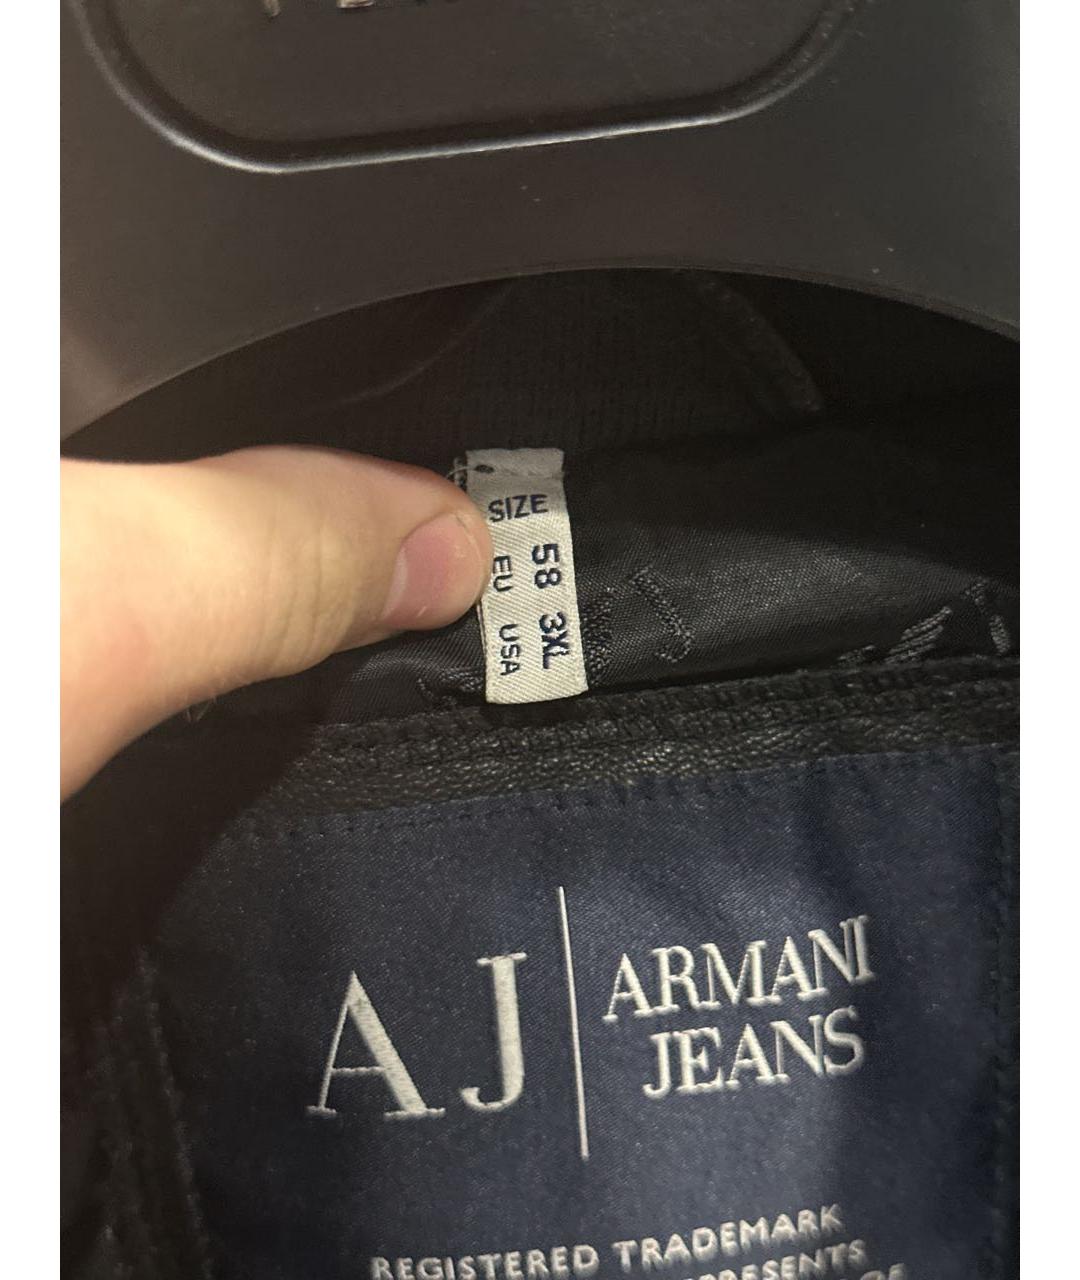 SIZE
58 3XL
EU USA
AJ
ARMANI
JEANS
REGISTERED TRADEMARK